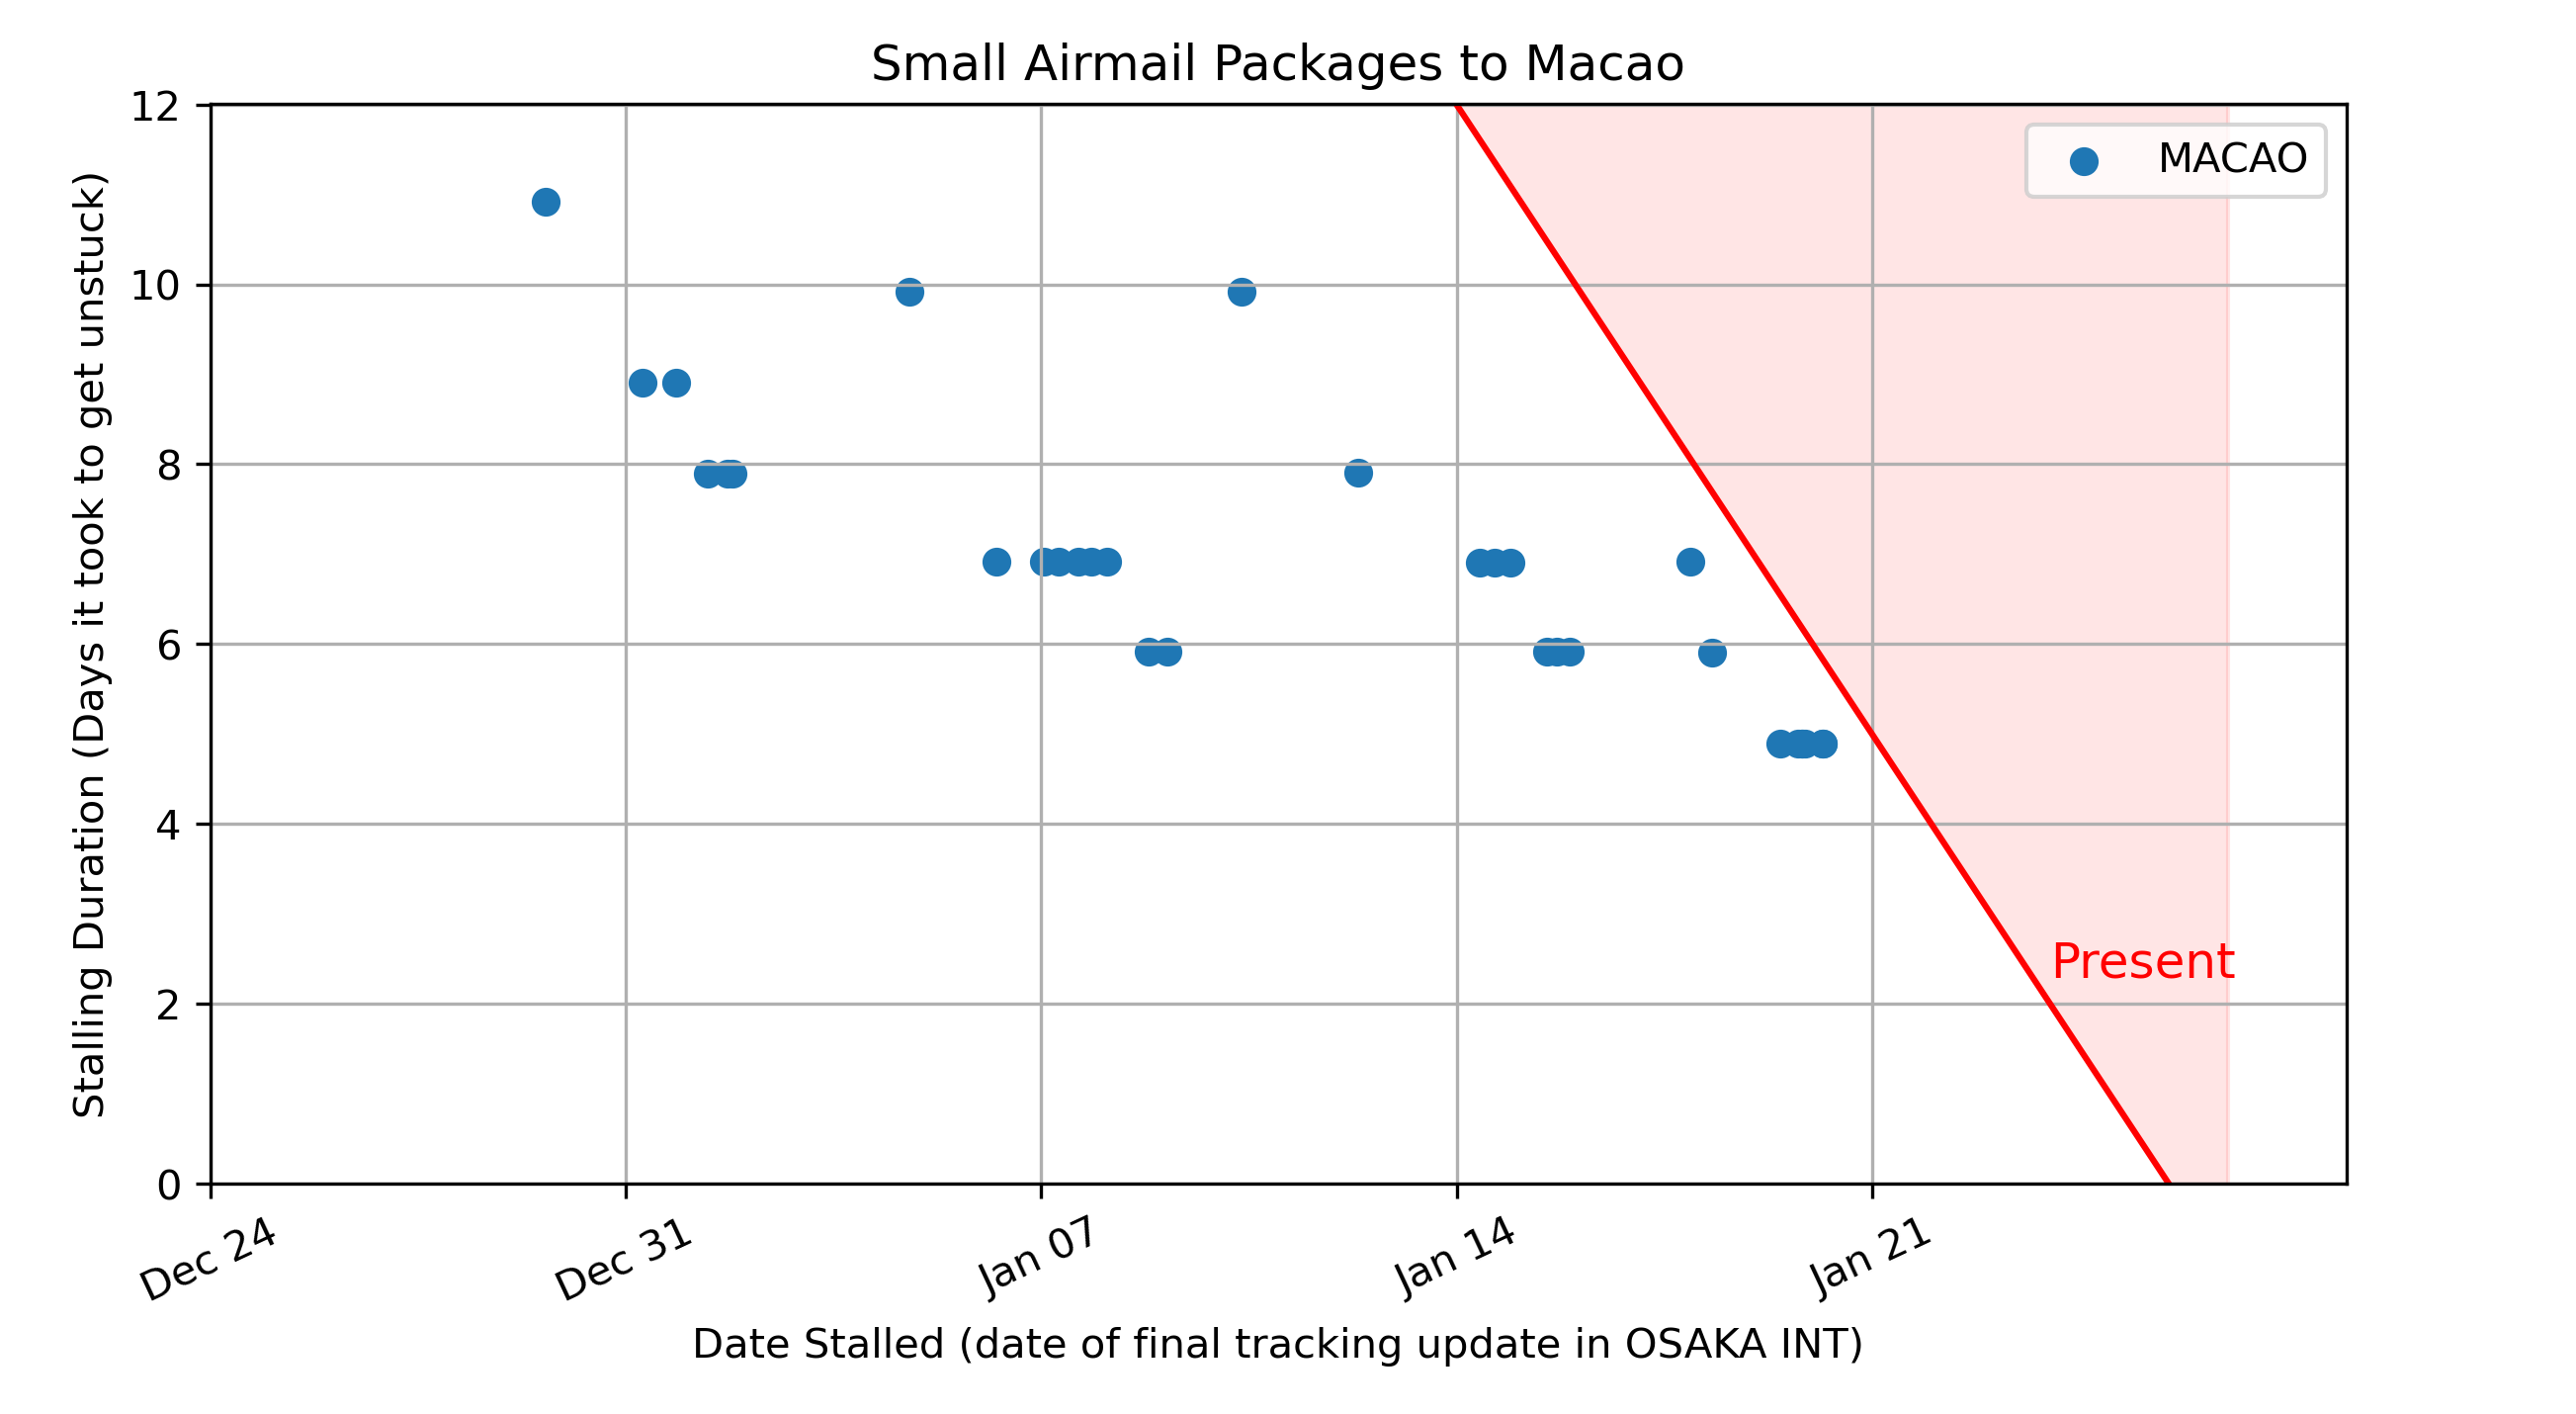 Small Airmail Packages to Macao
12
10
8
6
4
2
0
Stalling Duration (Days it took to get unstuck)
MACAO
Present
Dec 24
Dec 31
Jan 07
Jan 14
Jan 21
Date Stalled (date of final tracking update in OSAKA INT)